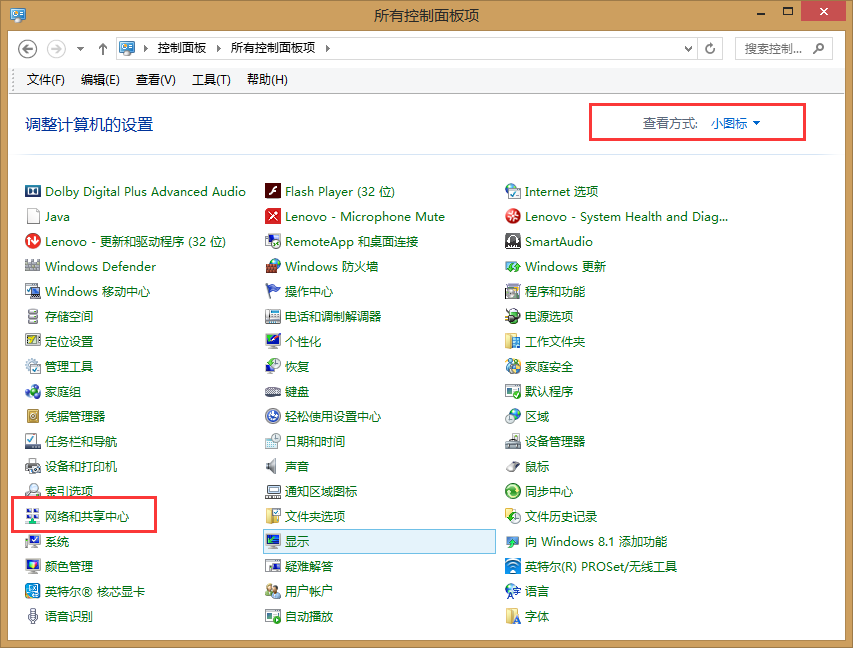 所有控制面板项
控制面板 所有控制面板项
搜索控制...
文件(F) 编辑(E) 查看(V) 工具(T) 帮助(H)
调整计算机的设置
查看方式: 小图标
Dolby Digital Plus Advanced Audio Flash Player (32 位) Internet 选项
Java Lenovo - Microphone Mute Lenovo - System Health and Diag...
Lenovo - 更新和驱动程序 (32 位) RemoteApp 和桌面连接 SmartAudio
Windows Defender Windows 防火墙 Windows 更新
Windows 移动中心 操作中心 程序和功能
存储空间 电话和调制解调器 电源选项
定位设置 个性化 工作文件夹
管理工具 恢复 家庭安全
家庭组 键盘 默认程序
凭据管理器 轻松使用设置中心 区域
任务栏和导航 日期和时间 设备管理器
设备和打印机 声音 鼠标
索引选项 通知区域图标 同步中心
网络和共享中心 文件夹选项 文件历史记录
系统 显示 向 Windows 8.1 添加功能
颜色管理 疑难解答 英特尔(R) PROSet/无线工具
英特尔® 核芯显卡 用户帐户 语言
语音识别 自动播放 字体